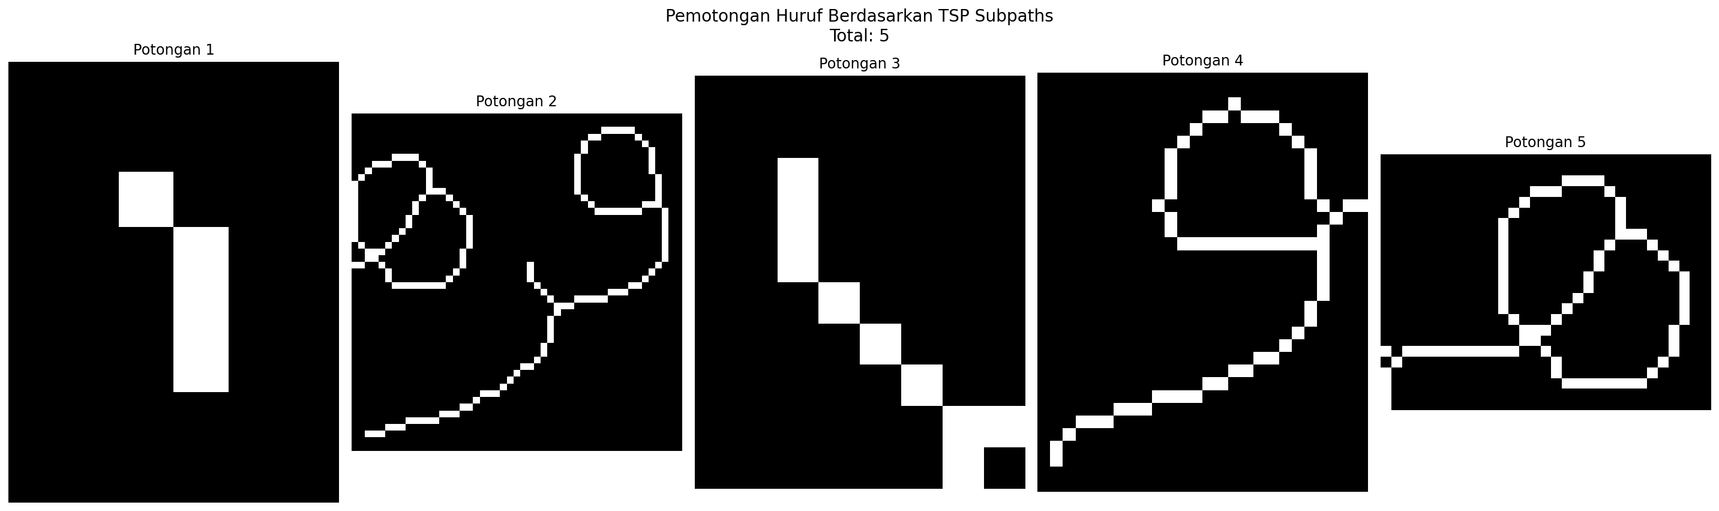 Pemotongan Huruf Berdasarkan TSP Subpaths
Total: 5
Potongan 1
Potongan 2
Potongan 3
Potongan 4
Potongan 5